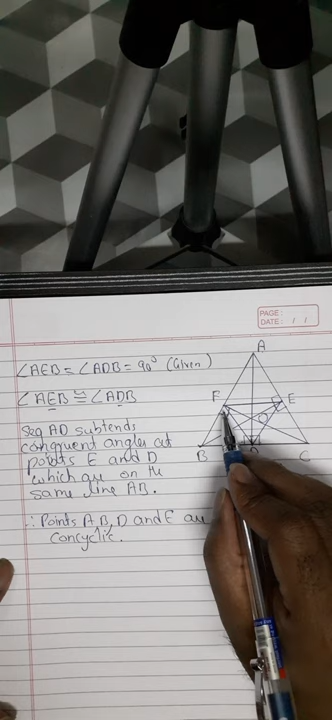 PAGE:
DATE: / /
∠AEB = ∠ADB = 90° (Given)
∠AEB ≅ ∠ADB
Seg AD subtends
congruent angles at
points E and D
which are on the
same line AB.
∴ Points A, B, D and E are
concyclic.
A
F
E
O
B
D
C